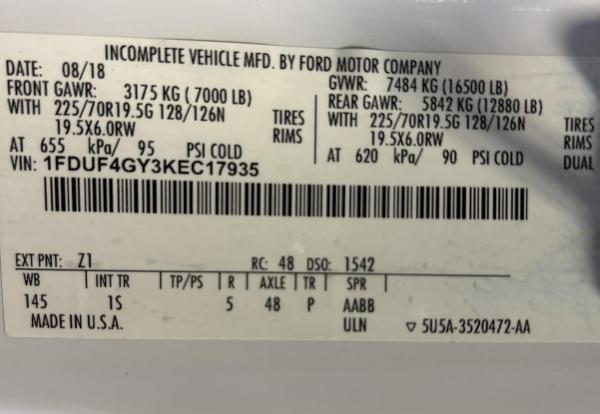 INCOMPLETE VEHICLE MFD. BY FORD MOTOR COMPANY
DATE: 08/18 GVWR: 7484 KG (16500 LB)
FRONT GAWR: 3175 KG (7000 LB) REAR GAWR: 5842 KG (12880 LB)
WITH 225/70R19.5G 128/126N TIRES WITH 225/70R19.5G 128/126N TIRES
19.5X6.0RW RIMS 19.5X6.0RW RIMS
AT 655 kPa/ 95 PSI COLD AT 620 kPa/ 90 PSI COLD DUAL
VIN: 1FDUF4GY3KEC17935
EXT PNT: Z1 RC: 48 DSO: 1542
WB INT TR TP/PS R AXLE TR SPR
145 1S 5 48 P AABB
MADE IN U.S.A. ULN ▽ 5U5A-3520472-AA